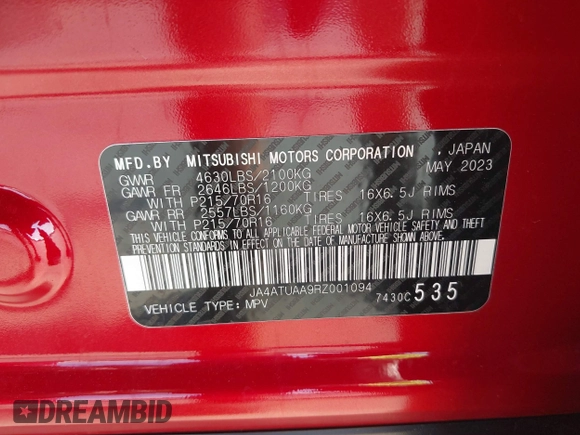 MFD.BY MITSUBISHI MOTORS CORPORATION , JAPAN
GVWR 4630LBS/2100KG MAY 2023
GAWR FR 2646LBS/1200KG
WITH P215/70R16 TIRES 16X6.5J RIMS
GAWR RR 2557LBS/1160KG
WITH P215/70R16 TIRES 16X6.5J RIMS
THIS VEHICLE CONFORMS TO ALL APPLICABLE FEDERAL MOTOR VEHICLE SAFETY, BUMPER, AND THEFT
PREVENTION STANDARDS IN EFFECT ON THE DATE OF MANUFACTURE SHOWN ABOVE.
JA4ATUAA9RZ001094
VEHICLE TYPE: MPV 7430C 535
DREAMBID